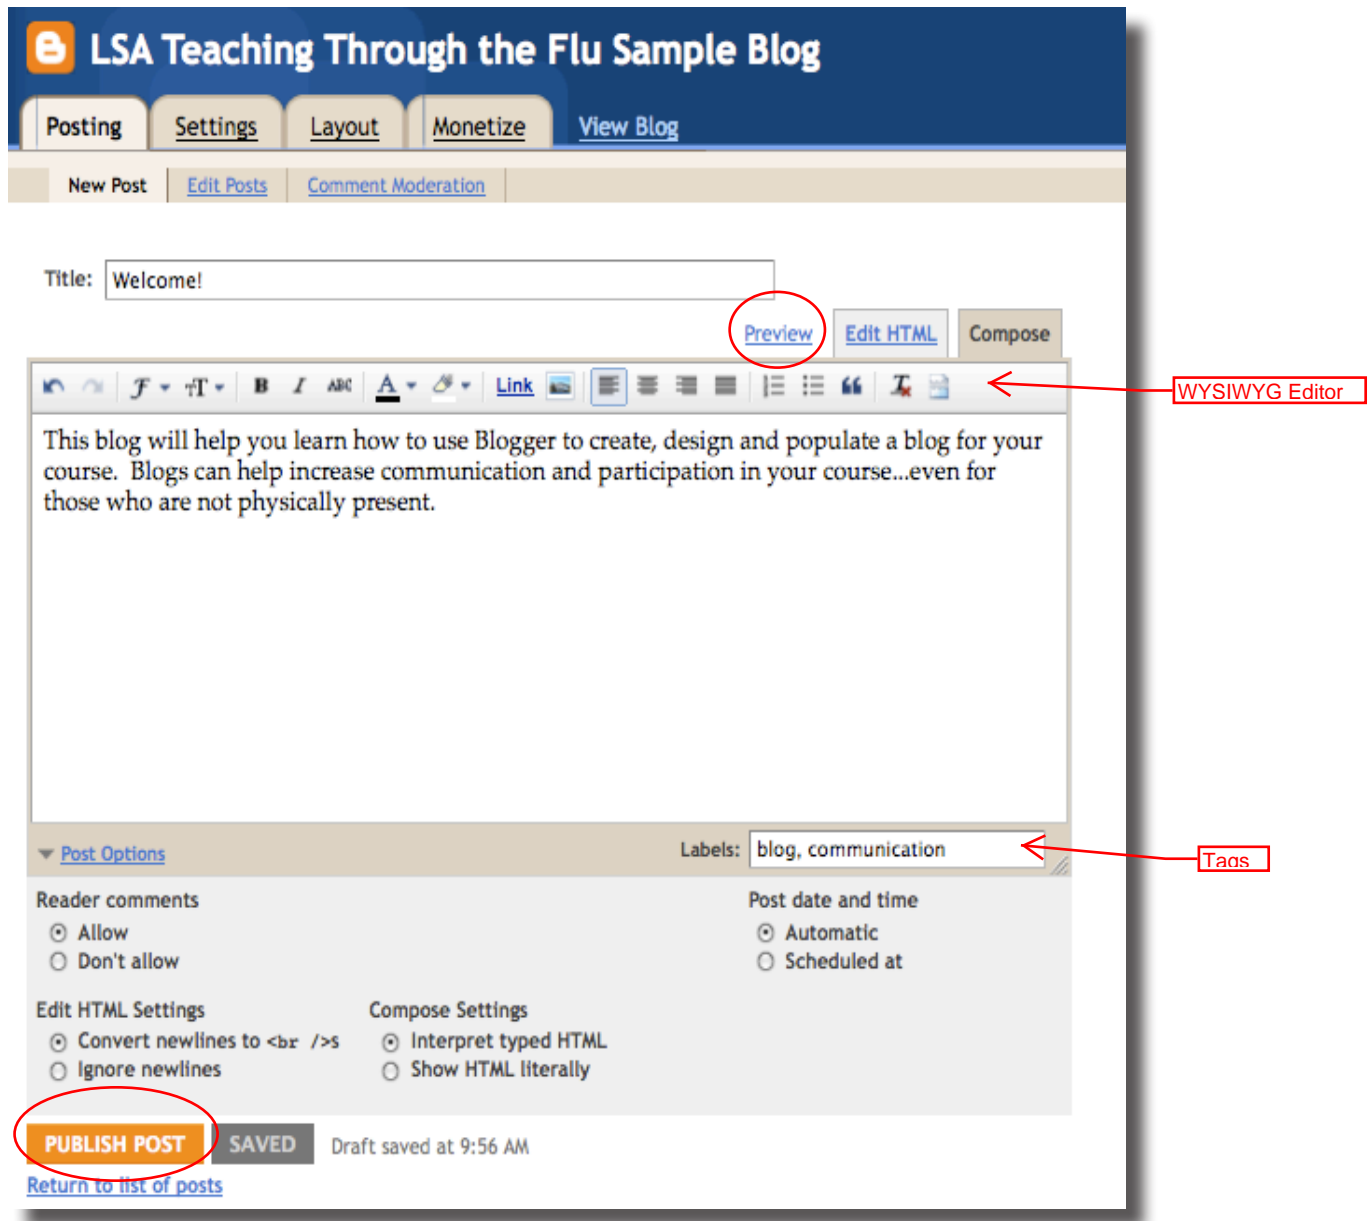 LSA Teaching Through the Flu Sample Blog
Posting Settings Layout Monetize View Blog
New Post Edit Posts Comment Moderation
Title: Welcome!
Preview Edit HTML Compose
F T B I ABC A Link
WYSIWYG Editor
This blog will help you learn how to use Blogger to create, design and populate a blog for your
course. Blogs can help increase communication and participation in your course...even for
those who are not physically present.
Post Options Labels: blog, communication
Tags
Reader comments Post date and time
Allow Automatic
Don't allow Scheduled at
Edit HTML Settings Compose Settings
Convert newlines to <br />s Interpret typed HTML
Ignore newlines Show HTML literally
PUBLISH POST SAVED Draft saved at 9:56 AM
Return to list of posts